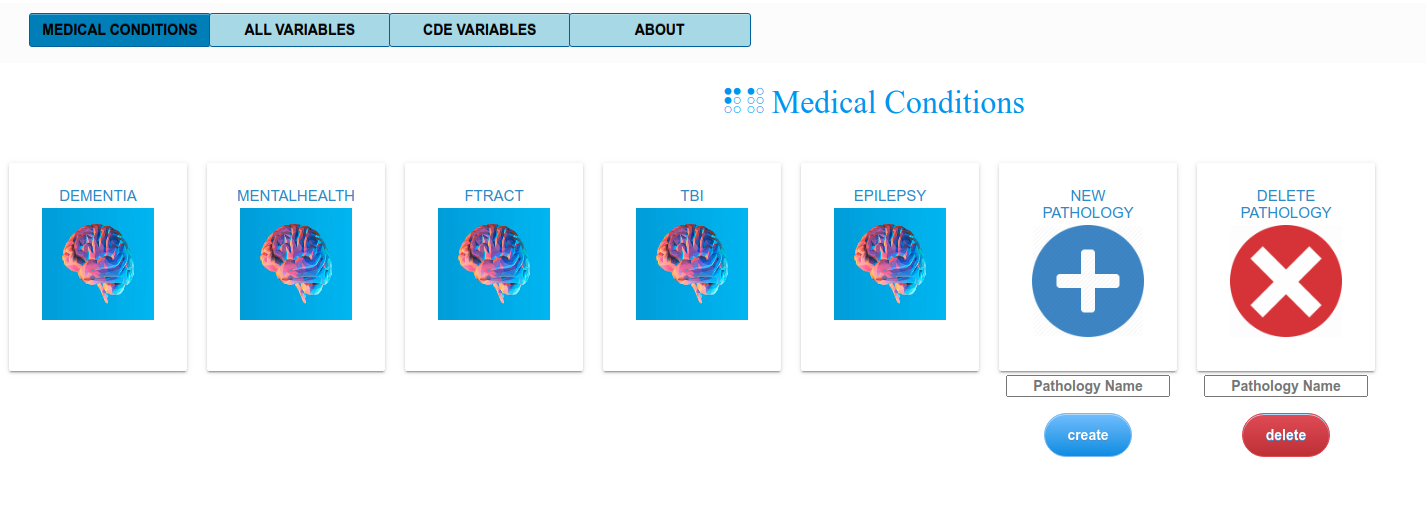 MEDICAL CONDITIONS
ALL VARIABLES
CDE VARIABLES
ABOUT
Medical Conditions
DEMENTIA
MENTALHEALTH
FTRACT
TBI
EPILEPSY
NEW
PATHOLOGY
DELETE
PATHOLOGY
Pathology Name
Pathology Name
create
delete